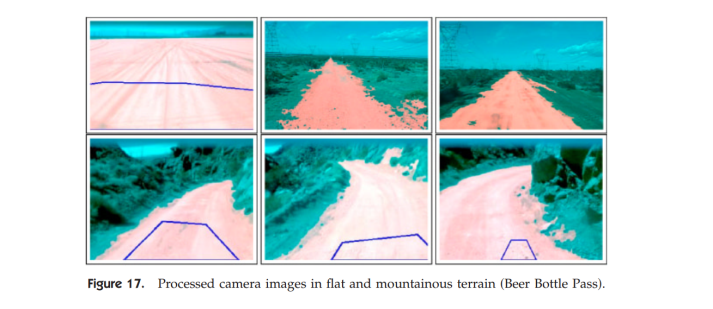 Figure 17. Processed camera images in flat and mountainous terrain (Beer Bottle Pass).